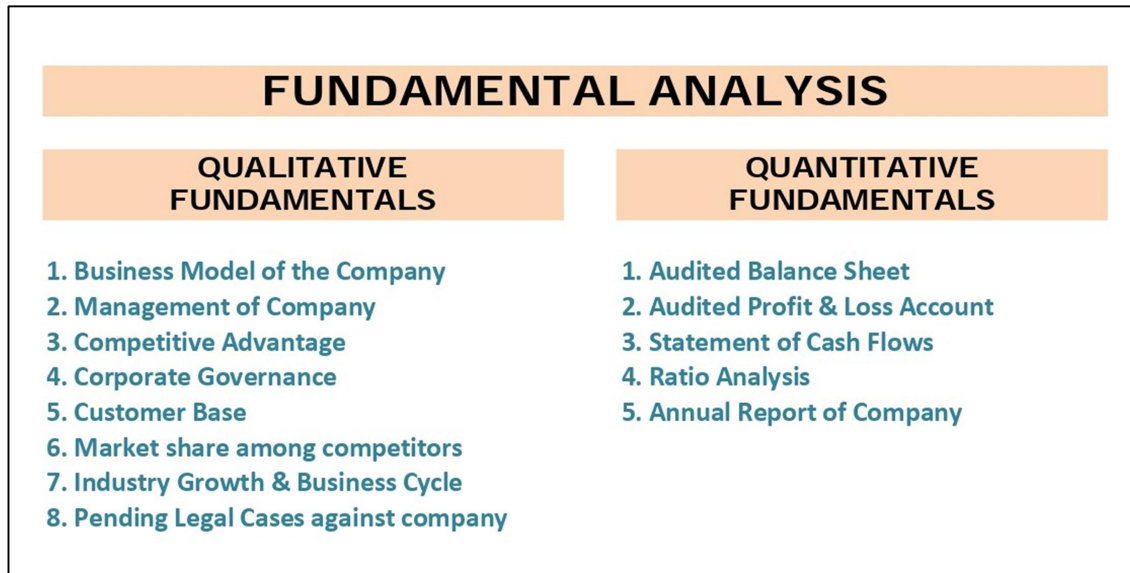 FUNDAMENTAL ANALYSIS
QUALITATIVE
FUNDAMENTALS
1. Business Model of the Company
2. Management of Company
3. Competitive Advantage
4. Corporate Governance
5. Customer Base
6. Market share among competitors
7. Industry Growth & Business Cycle
8. Pending Legal Cases against company
QUANTITATIVE
FUNDAMENTALS
1. Audited Balance Sheet
2. Audited Profit & Loss Account
3. Statement of Cash Flows
4. Ratio Analysis
5. Annual Report of Company